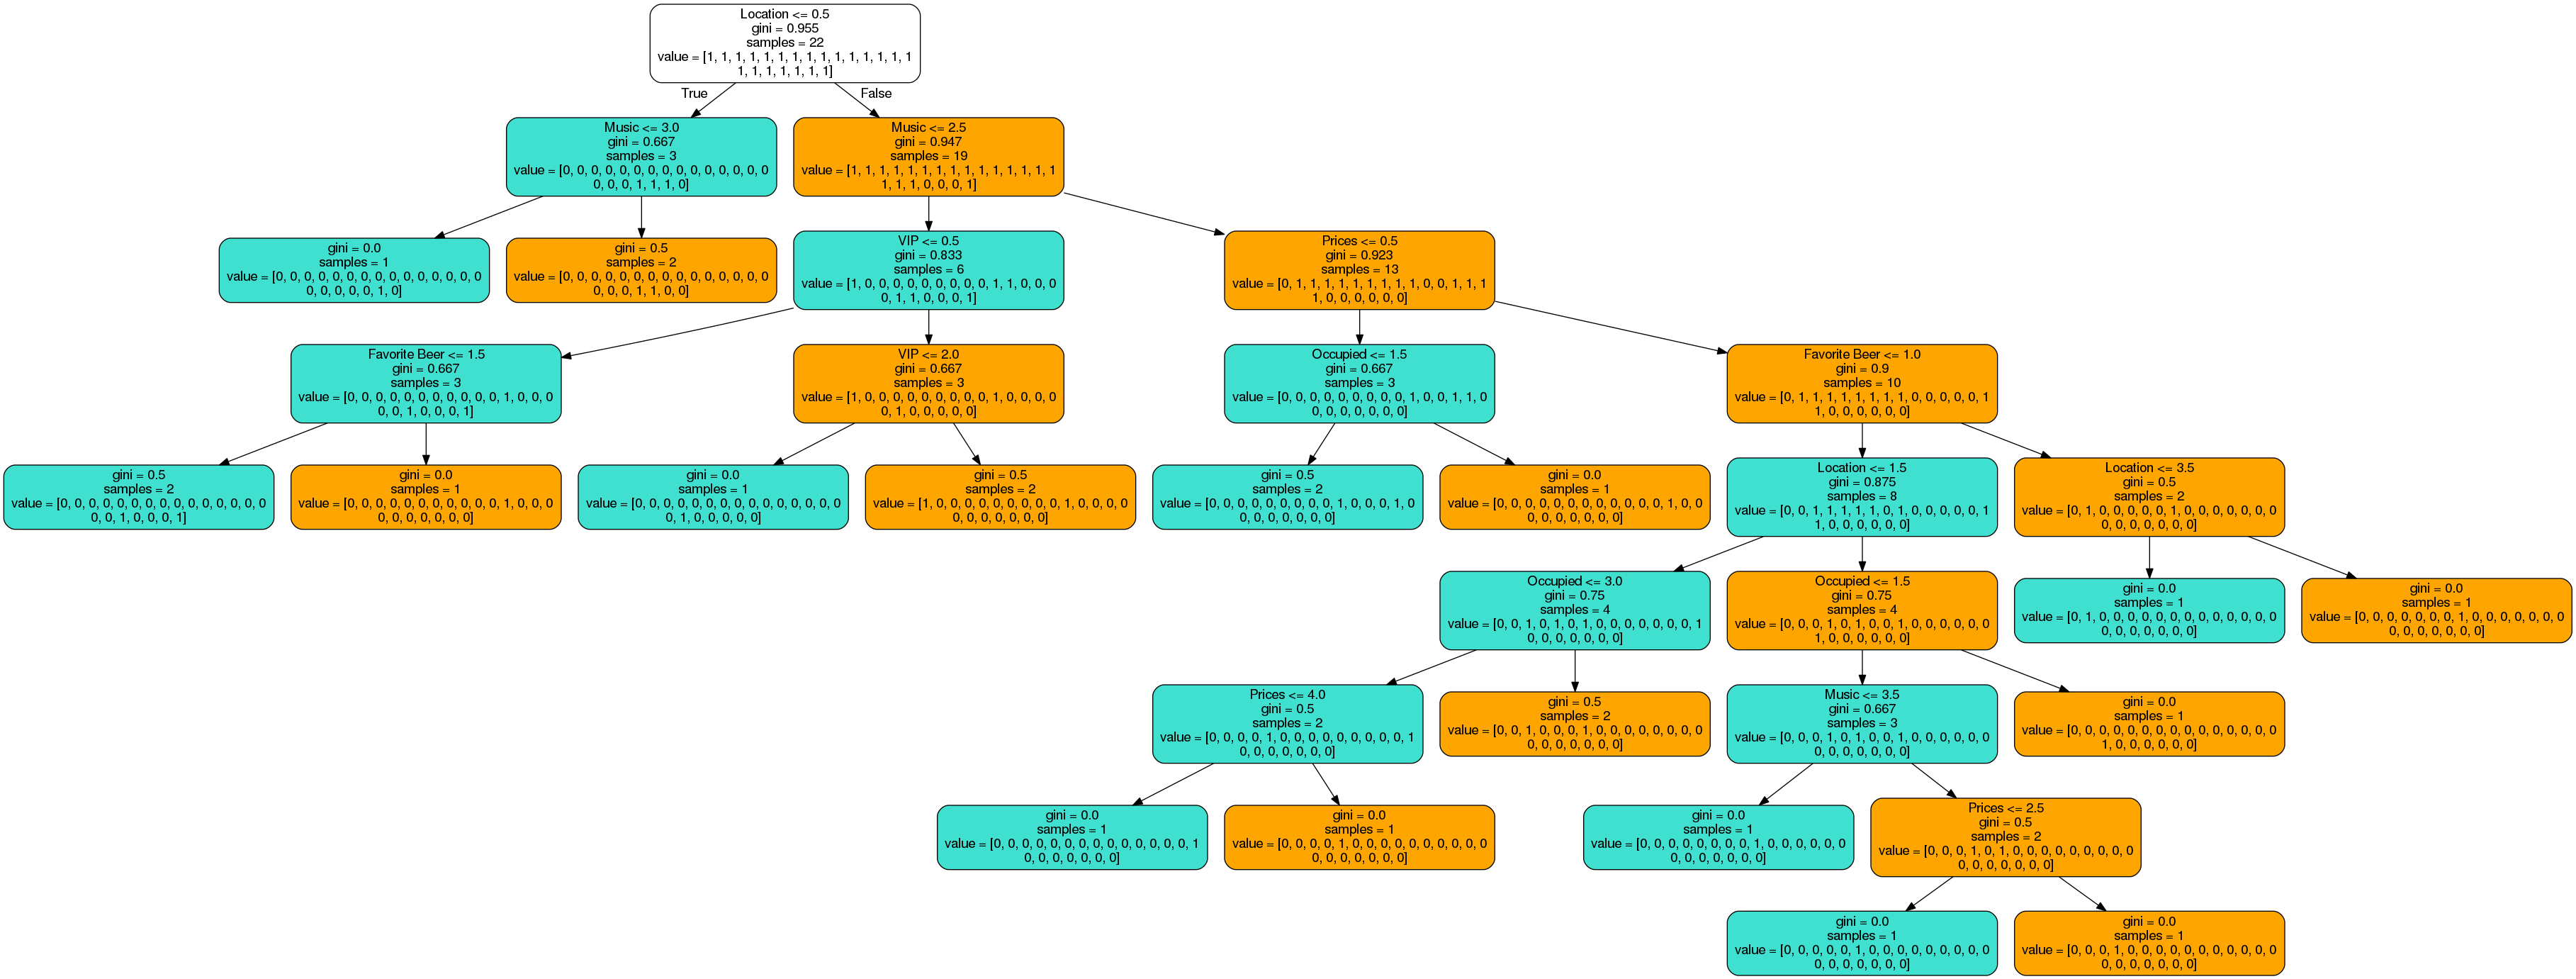 Location <= 0.5
gini = 0.955
samples = 22
value = [1, 1, 1, 1, 1, 1, 1, 1, 1, 1, 1, 1, 1, 1, 1
1, 1, 1, 1, 1, 1, 1]
True
False
Music <= 3.0
gini = 0.667
samples = 3
value = [0, 0, 0, 0, 0, 0, 0, 0, 0, 0, 0, 0, 0, 0, 0
0, 0, 0, 1, 1, 1, 0]
Music <= 2.5
gini = 0.947
samples = 19
value = [1, 1, 1, 1, 1, 1, 1, 1, 1, 1, 1, 1, 1, 1, 1
1, 1, 1, 0, 0, 0, 1]
gini = 0.0
samples = 1
value = [0, 0, 0, 0, 0, 0, 0, 0, 0, 0, 0, 0, 0, 0, 0
0, 0, 0, 0, 0, 1, 0]
gini = 0.5
samples = 2
value = [0, 0, 0, 0, 0, 0, 0, 0, 0, 0, 0, 0, 0, 0, 0
0, 0, 0, 1, 1, 0, 0]
VIP <= 0.5
gini = 0.833
samples = 6
value = [1, 0, 0, 0, 0, 0, 0, 0, 0, 0, 1, 1, 0, 0, 0
0, 1, 1, 0, 0, 0, 1]
Prices <= 0.5
gini = 0.923
samples = 13
value = [0, 1, 1, 1, 1, 1, 1, 1, 1, 1, 0, 0, 1, 1, 1
1, 0, 0, 0, 0, 0, 0]
Favorite Beer <= 1.5
gini = 0.667
samples = 3
value = [0, 0, 0, 0, 0, 0, 0, 0, 0, 0, 0, 1, 0, 0, 0
0, 0, 1, 0, 0, 0, 1]
VIP <= 2.0
gini = 0.667
samples = 3
value = [1, 0, 0, 0, 0, 0, 0, 0, 0, 0, 1, 0, 0, 0, 0
0, 1, 0, 0, 0, 0, 0]
Occupied <= 1.5
gini = 0.667
samples = 3
value = [0, 0, 0, 0, 0, 0, 0, 0, 0, 1, 0, 0, 1, 1, 0
0, 0, 0, 0, 0, 0, 0]
Favorite Beer <= 1.0
gini = 0.9
samples = 10
value = [0, 1, 1, 1, 1, 1, 1, 1, 1, 0, 0, 0, 0, 0, 1
1, 0, 0, 0, 0, 0, 0]
gini = 0.5
samples = 2
value = [0, 0, 0, 0, 0, 0, 0, 0, 0, 0, 0, 0, 0, 0, 0
0, 0, 1, 0, 0, 0, 1]
gini = 0.0
samples = 1
value = [0, 0, 0, 0, 0, 0, 0, 0, 0, 0, 0, 1, 0, 0, 0
0, 0, 0, 0, 0, 0, 0]
gini = 0.0
samples = 1
value = [0, 0, 0, 0, 0, 0, 0, 0, 0, 0, 0, 0, 0, 0, 0
0, 1, 0, 0, 0, 0, 0]
gini = 0.5
samples = 2
value = [1, 0, 0, 0, 0, 0, 0, 0, 0, 0, 1, 0, 0, 0, 0
0, 0, 0, 0, 0, 0, 0]
gini = 0.5
samples = 2
value = [0, 0, 0, 0, 0, 0, 0, 0, 0, 1, 0, 0, 0, 1, 0
0, 0, 0, 0, 0, 0, 0]
gini = 0.0
samples = 1
value = [0, 0, 0, 0, 0, 0, 0, 0, 0, 0, 0, 0, 1, 0, 0
0, 0, 0, 0, 0, 0, 0]
Location <= 1.5
gini = 0.875
samples = 8
value = [0, 0, 1, 1, 1, 1, 1, 0, 1, 0, 0, 0, 0, 0, 1
1, 0, 0, 0, 0, 0, 0]
Location <= 3.5
gini = 0.5
samples = 2
value = [0, 1, 0, 0, 0, 0, 0, 1, 0, 0, 0, 0, 0, 0, 0
0, 0, 0, 0, 0, 0, 0]
Occupied <= 3.0
gini = 0.75
samples = 4
value = [0, 0, 1, 0, 1, 0, 1, 0, 0, 0, 0, 0, 0, 0, 1
0, 0, 0, 0, 0, 0, 0]
Occupied <= 1.5
gini = 0.75
samples = 4
value = [0, 0, 0, 1, 0, 1, 0, 0, 1, 0, 0, 0, 0, 0, 0
1, 0, 0, 0, 0, 0, 0]
gini = 0.0
samples = 1
value = [0, 1, 0, 0, 0, 0, 0, 0, 0, 0, 0, 0, 0, 0, 0
0, 0, 0, 0, 0, 0, 0]
gini = 0.0
samples = 1
value = [0, 0, 0, 0, 0, 0, 0, 1, 0, 0, 0, 0, 0, 0, 0
0, 0, 0, 0, 0, 0, 0]
Prices <= 4.0
gini = 0.5
samples = 2
value = [0, 0, 0, 0, 1, 0, 0, 0, 0, 0, 0, 0, 0, 0, 1
0, 0, 0, 0, 0, 0, 0]
gini = 0.5
samples = 2
value = [0, 0, 1, 0, 0, 0, 1, 0, 0, 0, 0, 0, 0, 0, 0
0, 0, 0, 0, 0, 0, 0]
Music <= 3.5
gini = 0.667
samples = 3
value = [0, 0, 0, 1, 0, 1, 0, 0, 1, 0, 0, 0, 0, 0, 0
0, 0, 0, 0, 0, 0, 0]
gini = 0.0
samples = 1
value = [0, 0, 0, 0, 0, 0, 0, 0, 0, 0, 0, 0, 0, 0, 0
1, 0, 0, 0, 0, 0, 0]
gini = 0.0
samples = 1
value = [0, 0, 0, 0, 0, 0, 0, 0, 0, 0, 0, 0, 0, 0, 1
0, 0, 0, 0, 0, 0, 0]
gini = 0.0
samples = 1
value = [0, 0, 0, 0, 1, 0, 0, 0, 0, 0, 0, 0, 0, 0, 0
0, 0, 0, 0, 0, 0, 0]
gini = 0.0
samples = 1
value = [0, 0, 0, 0, 0, 0, 0, 0, 1, 0, 0, 0, 0, 0, 0
0, 0, 0, 0, 0, 0, 0]
Prices <= 2.5
gini = 0.5
samples = 2
value = [0, 0, 0, 1, 0, 1, 0, 0, 0, 0, 0, 0, 0, 0, 0
0, 0, 0, 0, 0, 0, 0]
gini = 0.0
samples = 1
value = [0, 0, 0, 0, 0, 1, 0, 0, 0, 0, 0, 0, 0, 0, 0
0, 0, 0, 0, 0, 0, 0]
gini = 0.0
samples = 1
value = [0, 0, 0, 1, 0, 0, 0, 0, 0, 0, 0, 0, 0, 0, 0
0, 0, 0, 0, 0, 0, 0]